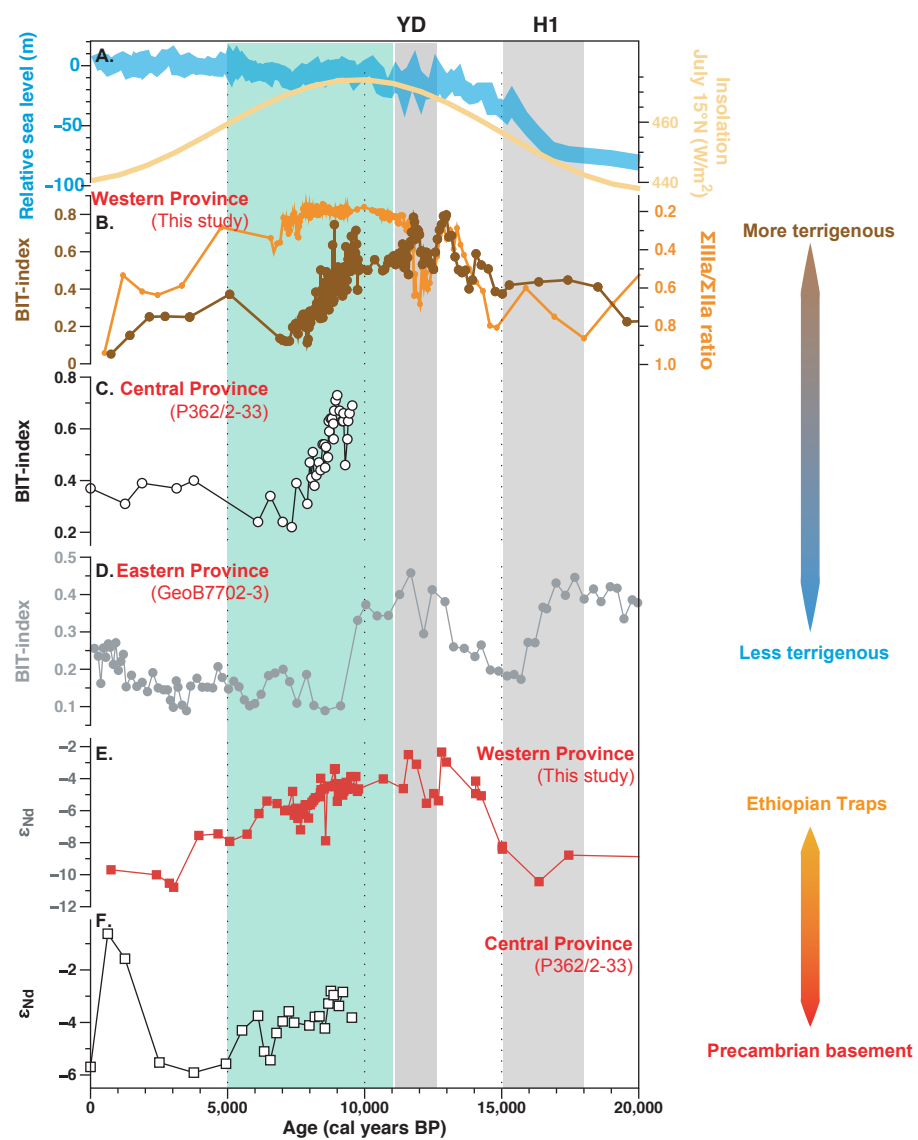 YD
H1
A.
Relative sea level (m)
0
−50
−100
Insolation
July 15°N (W/m²)
460
440
Western Province
(This study)
B.
BIT-index
0.8
0.6
0.4
0.2
0
ΣIIIa/ΣIIa ratio
0.2
0.4
0.6
0.8
1.0
More terrigenous
Less terrigenous
C.
Central Province
(P362/2-33)
BIT-index
0.8
0.6
0.4
0.2
D.
Eastern Province
(GeoB7702-3)
BIT-index
0.5
0.4
0.3
0.2
0.1
E.
Western Province
(This study)
εNd
−2
−4
−6
−8
−10
−12
Ethiopian Traps
Precambrian basement
F.
Central Province
(P362/2-33)
εNd
−2
−4
−6
0
5,000
10,000
15,000
20,000
Age (cal years BP)